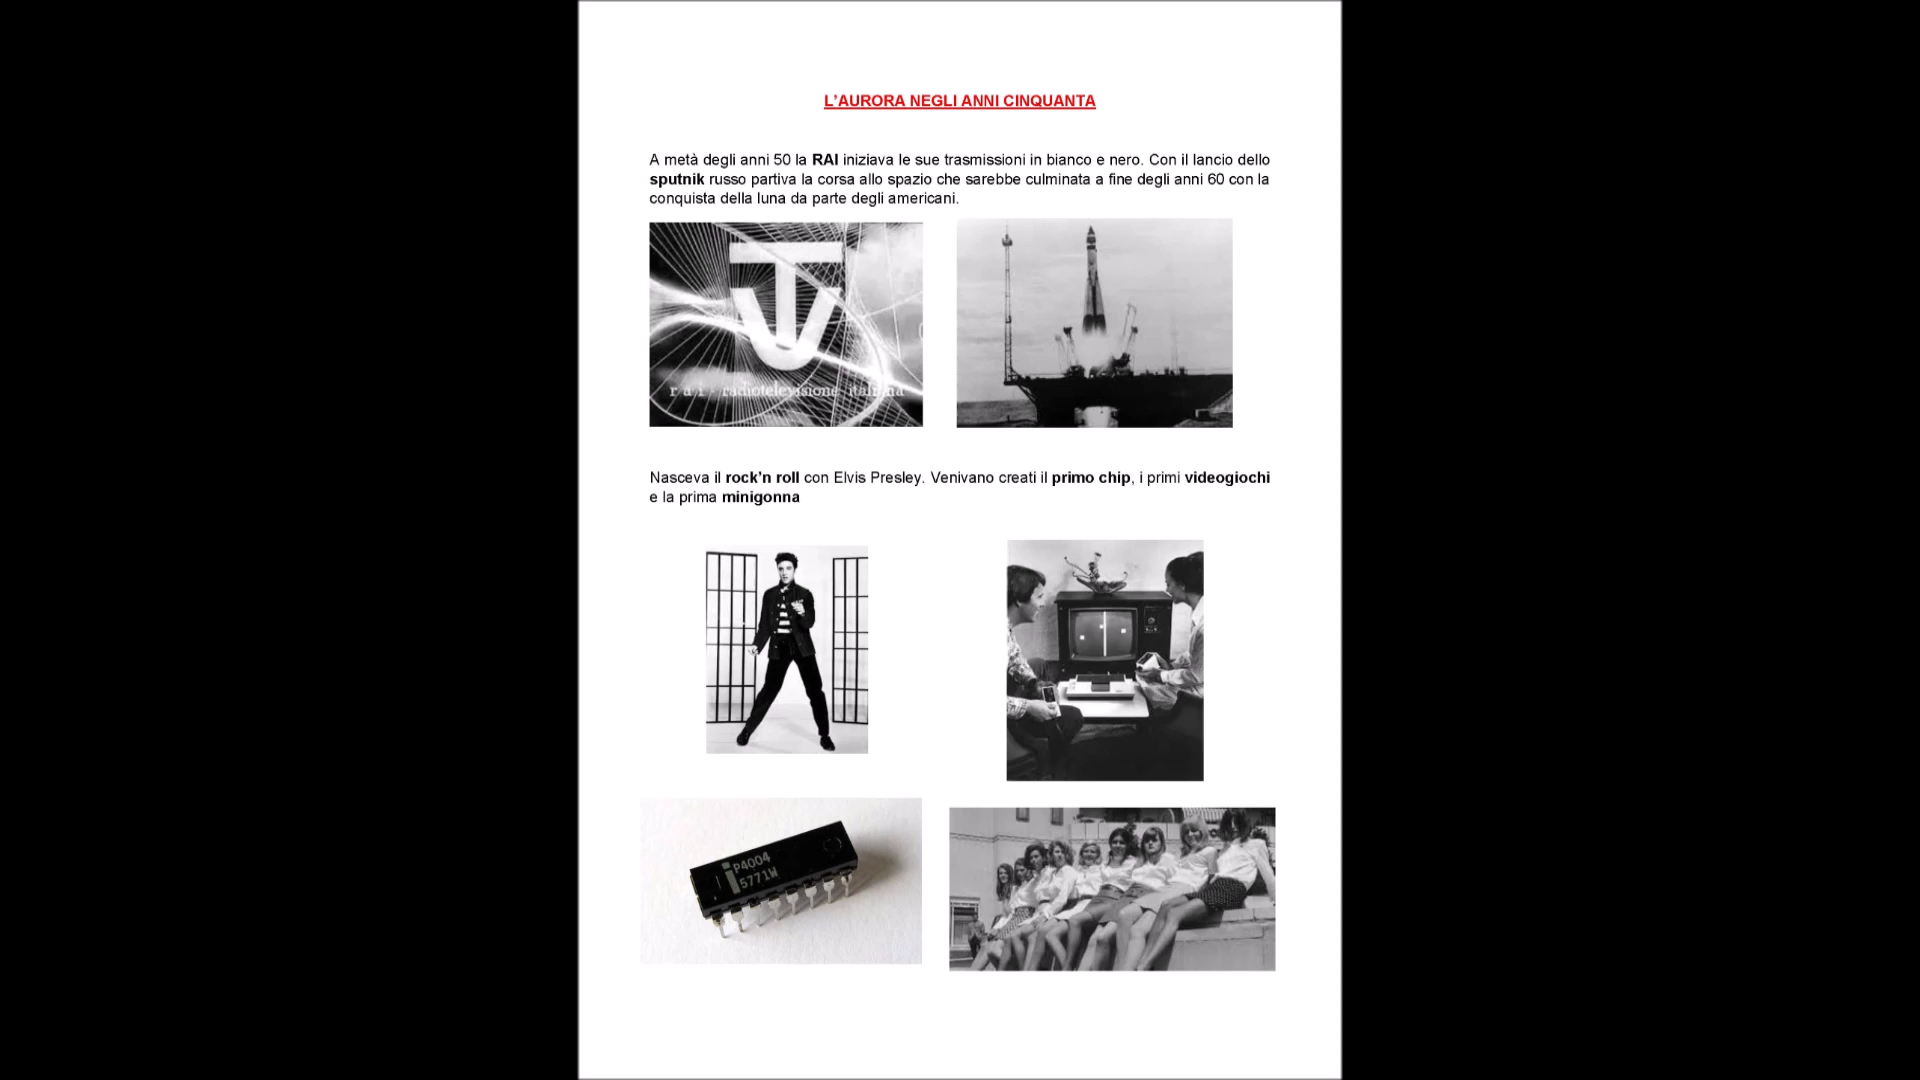 L'AURORA NEGLI ANNI CINQUANTA
A metà degli anni 50 la RAI iniziava le sue trasmissioni in bianco e nero. Con il lancio dello
sputnik russo partiva la corsa allo spazio che sarebbe culminata a fine degli anni 60 con la
conquista della luna da parte degli americani.
TV
rai radiotelevisione italiana
Nasceva il rock'n roll con Elvis Presley. Venivano creati il primo chip, i primi videogiochi
e la prima minigonna
i P4004
5771W